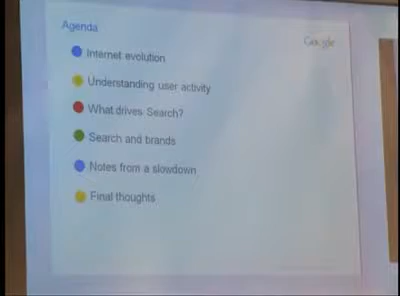 Agenda
Google
Internet evolution
Understanding user activity
What drives Search?
Search and brands
Notes from a slowdown
Final thoughts